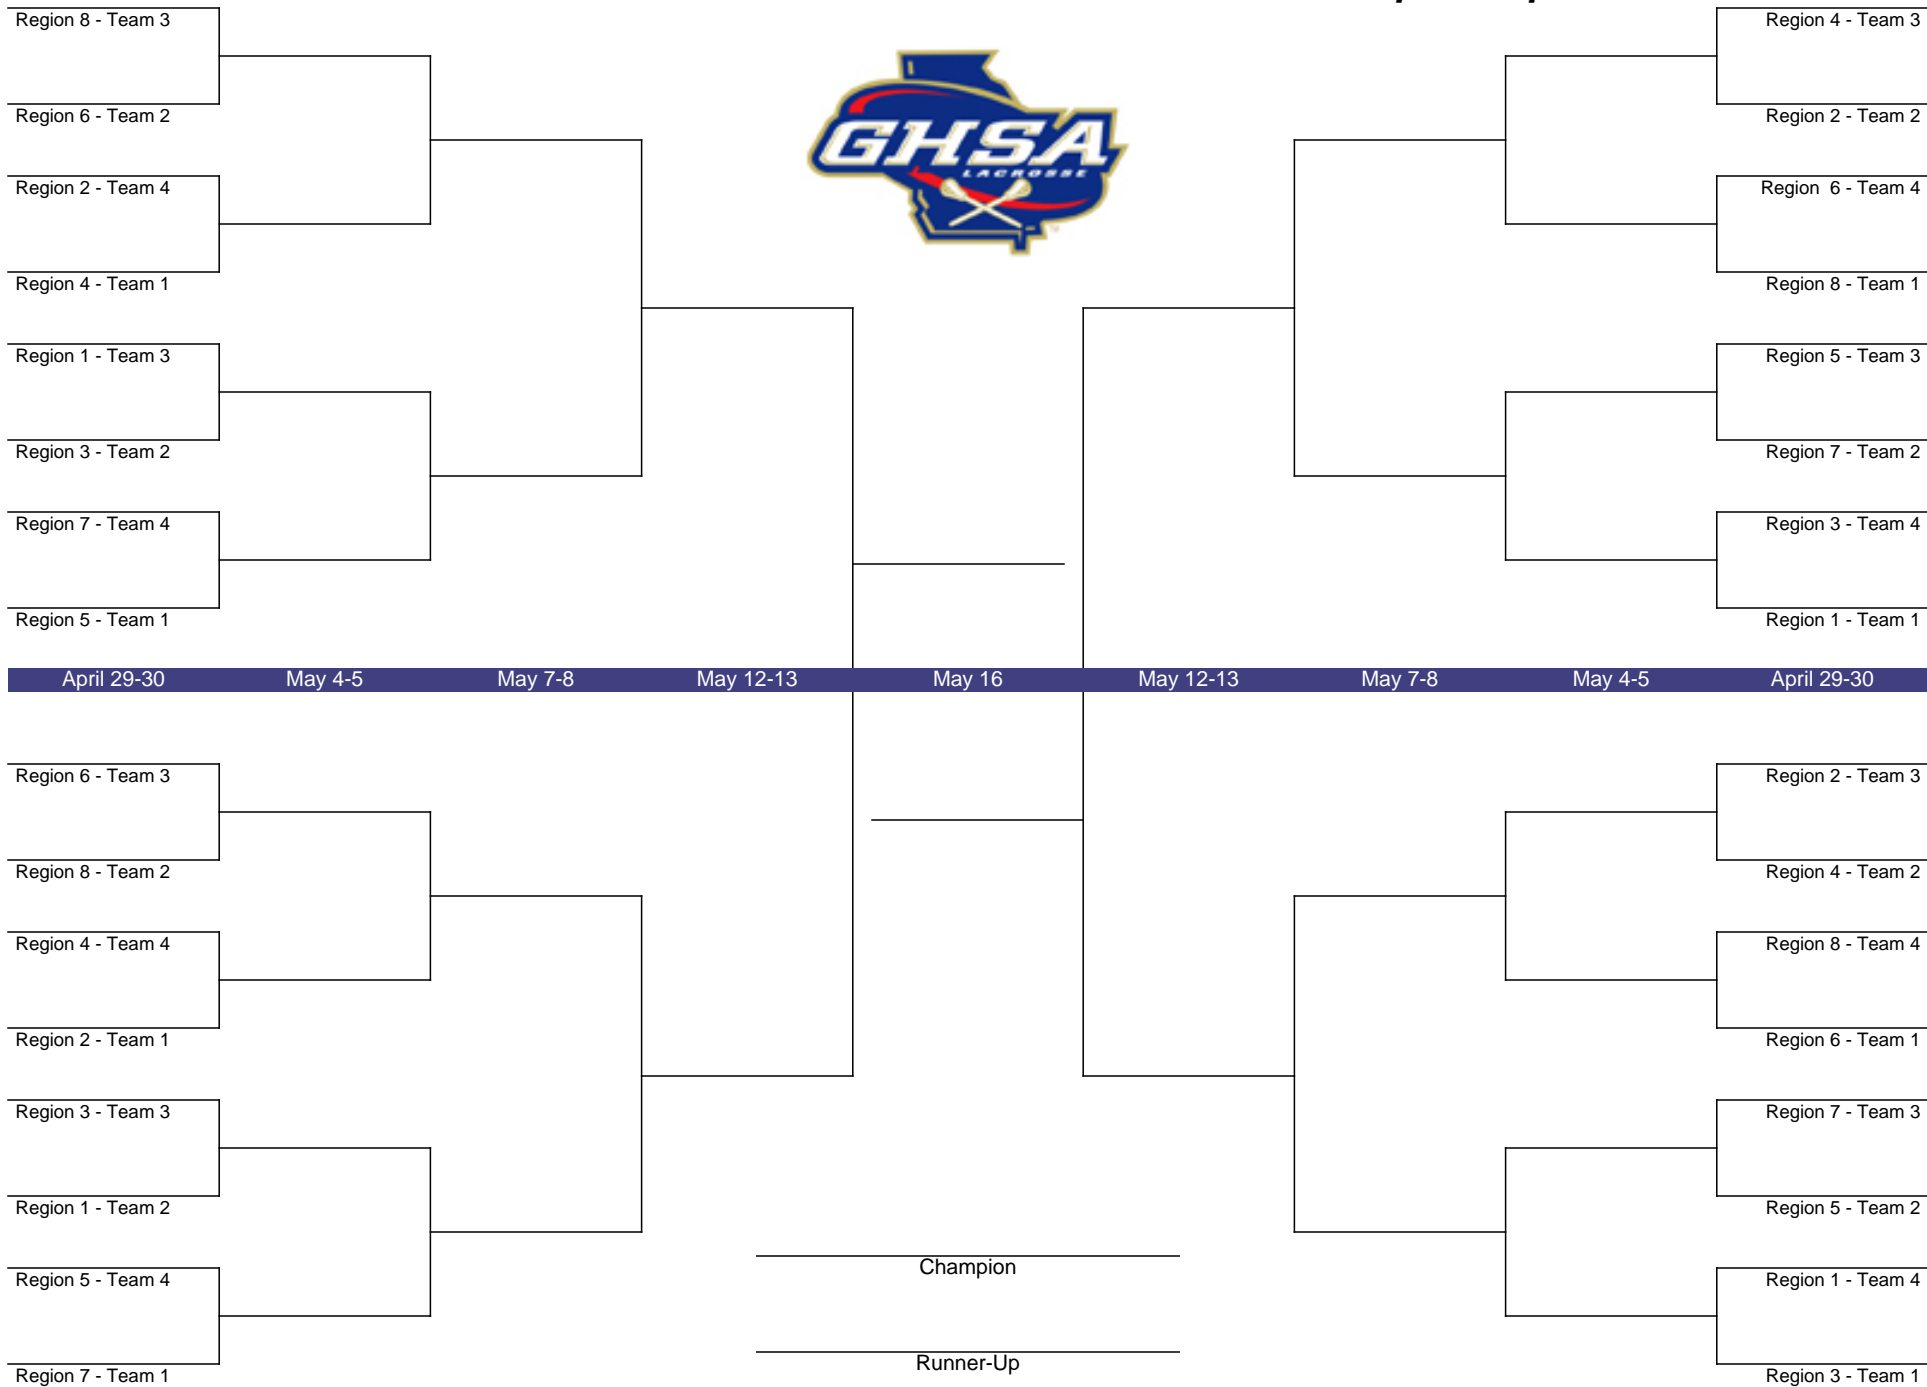 Region 8 - Team 3
Region 6 - Team 2
Region 2 - Team 4
Region 4 - Team 1
Region 1 - Team 3
Region 3 - Team 2
Region 7 - Team 4
Region 5 - Team 1
GHSA
LACROSSE
TM
Region 4 - Team 3
Region 2 - Team 2
Region  6 - Team 4
Region 8 - Team 1
Region 5 - Team 3
Region 7 - Team 2
Region 3 - Team 4
Region 1 - Team 1
April 29-30 May 4-5 May 7-8 May 12-13 May 16 May 12-13 May 7-8 May 4-5 April 29-30
Region 6 - Team 3
Region 8 - Team 2
Region 4 - Team 4
Region 2 - Team 1
Region 3 - Team 3
Region 1 - Team 2
Region 5 - Team 4
Region 7 - Team 1
Champion
Runner-Up
Region 2 - Team 3
Region 4 - Team 2
Region 8 - Team 4
Region 6 - Team 1
Region 7 - Team 3
Region 5 - Team 2
Region 1 - Team 4
Region 3 - Team 1